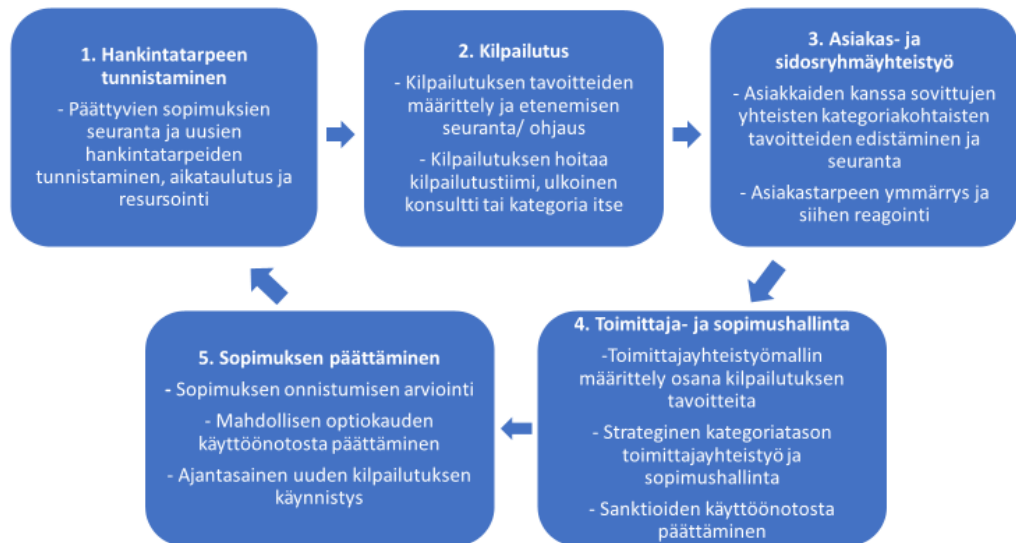 1. Hankintatarpeen
tunnistaminen
- Päättyvien sopimuksien
seuranta ja uusien
hankintatarpeiden
tunnistaminen, aikataulutus ja
resursointi
2. Kilpailutus
- Kilpailutuksen tavoitteiden
määrittely ja etenemisen
seuranta/ ohjaus
- Kilpailutuksen hoitaa
kilpailutustiimi, ulkoinen
konsultti tai kategoria itse
3. Asiakas- ja
sidosryhmäyhteistyö
- Asiakkaiden kanssa sovittujen
yhteisten kategoriakohtaisten
tavoitteiden edistäminen ja
seuranta
- Asiakastarpeen ymmärrys ja
siihen reagointi
4. Toimittaja- ja sopimushallinta
-Toimittajayhteistyömallin
määrittely osana kilpailutuksen
tavoitteita
- Strateginen kategoriatason
toimittajayhteistyö ja
sopimushallinta
- Sanktioiden käyttöönotosta
päättäminen
5. Sopimuksen päättäminen
- Sopimuksen onnistumisen arviointi
- Mahdollisen optiokauden
käyttöönotosta päättäminen
- Ajantasainen uuden kilpailutuksen
käynnistys